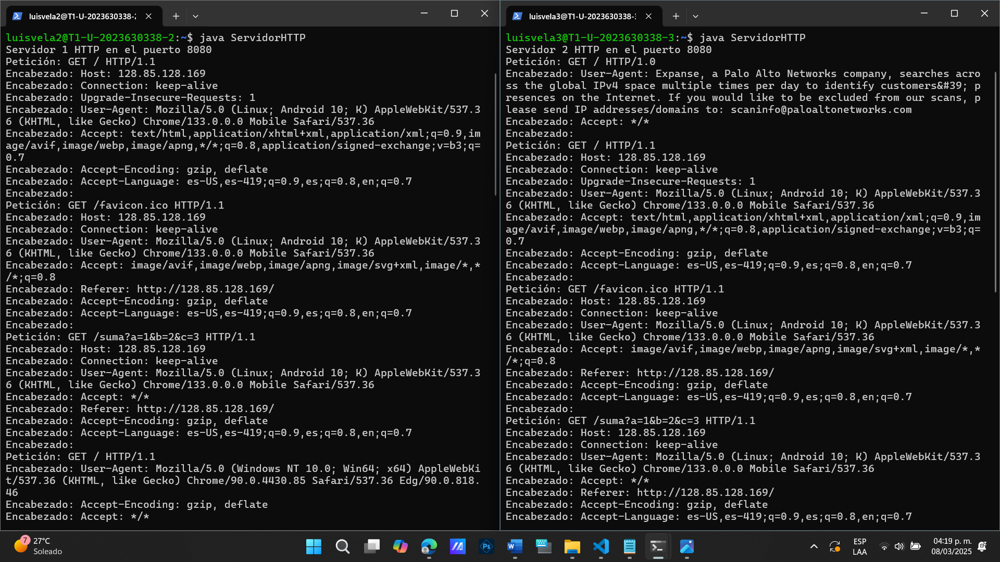 luisvela2@T1-U-2023630338-2
luisvela2@T1-U-2023630338-2:~$ java ServidorHTTP
Servidor 1 HTTP en el puerto 8080
Petición: GET / HTTP/1.1
Encabezado: Host: 128.85.128.169
Encabezado: Connection: keep-alive
Encabezado: Upgrade-Insecure-Requests: 1
Encabezado: User-Agent: Mozilla/5.0 (Linux; Android 10; K) AppleWebKit/537.3
6 (KHTML, like Gecko) Chrome/133.0.0.0 Mobile Safari/537.36
Encabezado: Accept: text/html,application/xhtml+xml,application/xml;q=0.9,im
age/avif,image/webp,image/apng,*/*;q=0.8,application/signed-exchange;v=b3;q=
0.7
Encabezado: Accept-Encoding: gzip, deflate
Encabezado: Accept-Language: es-US,es-419;q=0.9,es;q=0.8,en;q=0.7
Encabezado:
Petición: GET /favicon.ico HTTP/1.1
Encabezado: Host: 128.85.128.169
Encabezado: Connection: keep-alive
Encabezado: User-Agent: Mozilla/5.0 (Linux; Android 10; K) AppleWebKit/537.3
6 (KHTML, like Gecko) Chrome/133.0.0.0 Mobile Safari/537.36
Encabezado: Accept: image/avif,image/webp,image/apng,image/svg+xml,image/*,*
/*;q=0.8
Encabezado: Referer: http://128.85.128.169/
Encabezado: Accept-Encoding: gzip, deflate
Encabezado: Accept-Language: es-US,es-419;q=0.9,es;q=0.8,en;q=0.7
Encabezado:
Petición: GET /suma?a=1&b=2&c=3 HTTP/1.1
Encabezado: Host: 128.85.128.169
Encabezado: Connection: keep-alive
Encabezado: User-Agent: Mozilla/5.0 (Linux; Android 10; K) AppleWebKit/537.3
6 (KHTML, like Gecko) Chrome/133.0.0.0 Mobile Safari/537.36
Encabezado: Accept: */*
Encabezado: Referer: http://128.85.128.169/
Encabezado: Accept-Encoding: gzip, deflate
Encabezado: Accept-Language: es-US,es-419;q=0.9,es;q=0.8,en;q=0.7
Encabezado:
Petición: GET / HTTP/1.1
Encabezado: User-Agent: Mozilla/5.0 (Windows NT 10.0; Win64; x64) AppleWebKi
t/537.36 (KHTML, like Gecko) Chrome/90.0.4430.85 Safari/537.36 Edg/90.0.818.
46
Encabezado: Accept-Encoding: gzip, deflate
Encabezado: Accept: */*
luisvela3@T1-U-2023630338-3
luisvela3@T1-U-2023630338-3:~$ java ServidorHTTP
Servidor 2 HTTP en el puerto 8080
Petición: GET / HTTP/1.0
Encabezado: User-Agent: Expanse, a Palo Alto Networks company, searches acro
ss the global IPv4 space multiple times per day to identify customers&#39; p
resences on the Internet. If you would like to be excluded from our scans, p
lease send IP addresses/domains to: scaninfo@paloaltonetworks.com
Encabezado: Accept: */*
Encabezado:
Petición: GET / HTTP/1.1
Encabezado: Host: 128.85.128.169
Encabezado: Connection: keep-alive
Encabezado: Upgrade-Insecure-Requests: 1
Encabezado: User-Agent: Mozilla/5.0 (Linux; Android 10; K) AppleWebKit/537.3
6 (KHTML, like Gecko) Chrome/133.0.0.0 Mobile Safari/537.36
Encabezado: Accept: text/html,application/xhtml+xml,application/xml;q=0.9,im
age/avif,image/webp,image/apng,*/*;q=0.8,application/signed-exchange;v=b3;q=
0.7
Encabezado: Accept-Encoding: gzip, deflate
Encabezado: Accept-Language: es-US,es-419;q=0.9,es;q=0.8,en;q=0.7
Encabezado:
Petición: GET /favicon.ico HTTP/1.1
Encabezado: Host: 128.85.128.169
Encabezado: Connection: keep-alive
Encabezado: User-Agent: Mozilla/5.0 (Linux; Android 10; K) AppleWebKit/537.3
6 (KHTML, like Gecko) Chrome/133.0.0.0 Mobile Safari/537.36
Encabezado: Accept: image/avif,image/webp,image/apng,image/svg+xml,image/*,*
/*;q=0.8
Encabezado: Referer: http://128.85.128.169/
Encabezado: Accept-Encoding: gzip, deflate
Encabezado: Accept-Language: es-US,es-419;q=0.9,es;q=0.8,en;q=0.7
Encabezado:
Petición: GET /suma?a=1&b=2&c=3 HTTP/1.1
Encabezado: Host: 128.85.128.169
Encabezado: Connection: keep-alive
Encabezado: User-Agent: Mozilla/5.0 (Linux; Android 10; K) AppleWebKit/537.3
6 (KHTML, like Gecko) Chrome/133.0.0.0 Mobile Safari/537.36
Encabezado: Accept: */*
Encabezado: Referer: http://128.85.128.169/
Encabezado: Accept-Encoding: gzip, deflate
Encabezado: Accept-Language: es-US,es-419;q=0.9,es;q=0.8,en;q=0.7
7
27°C
Soleado
Ps
W
ESP
LAA
04:19 p. m.
08/03/2025